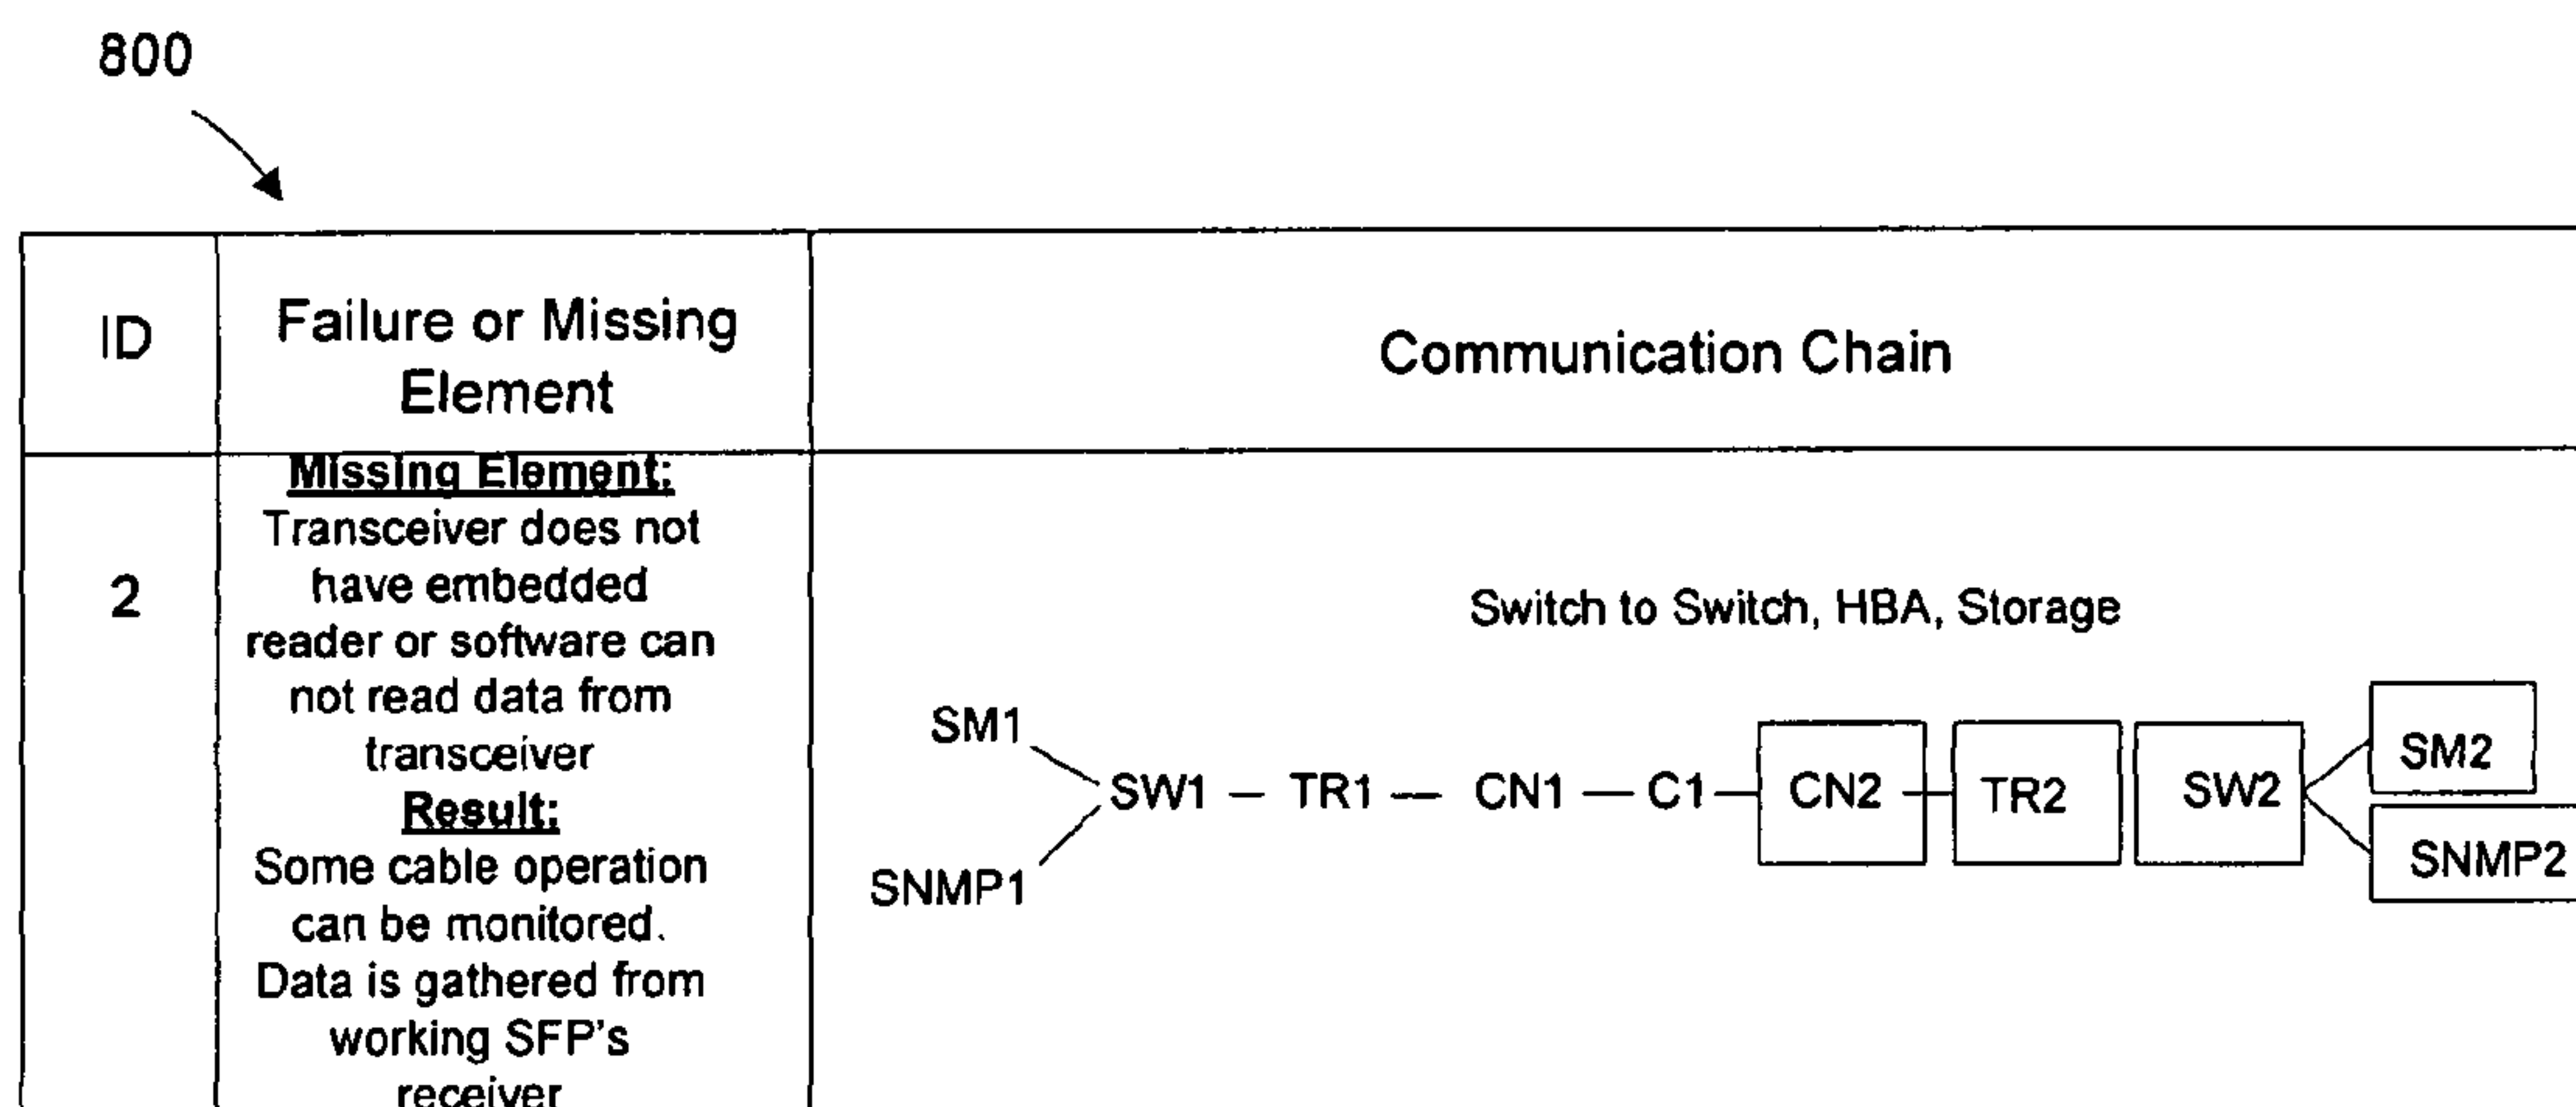 800
ID
Failure or Missing
Element
Communication Chain
2
Missing Element:
Transceiver does not
have embedded
reader or software can
not read data from
transceiver
Result:
Some cable operation
can be monitored.
Data is gathered from
working SFP's
receiver
Switch to Switch, HBA, Storage
SM1
SNMP1
SW1 — TR1 — CN1 — C1 — CN2 — TR2 SW2
SM2
SNMP2